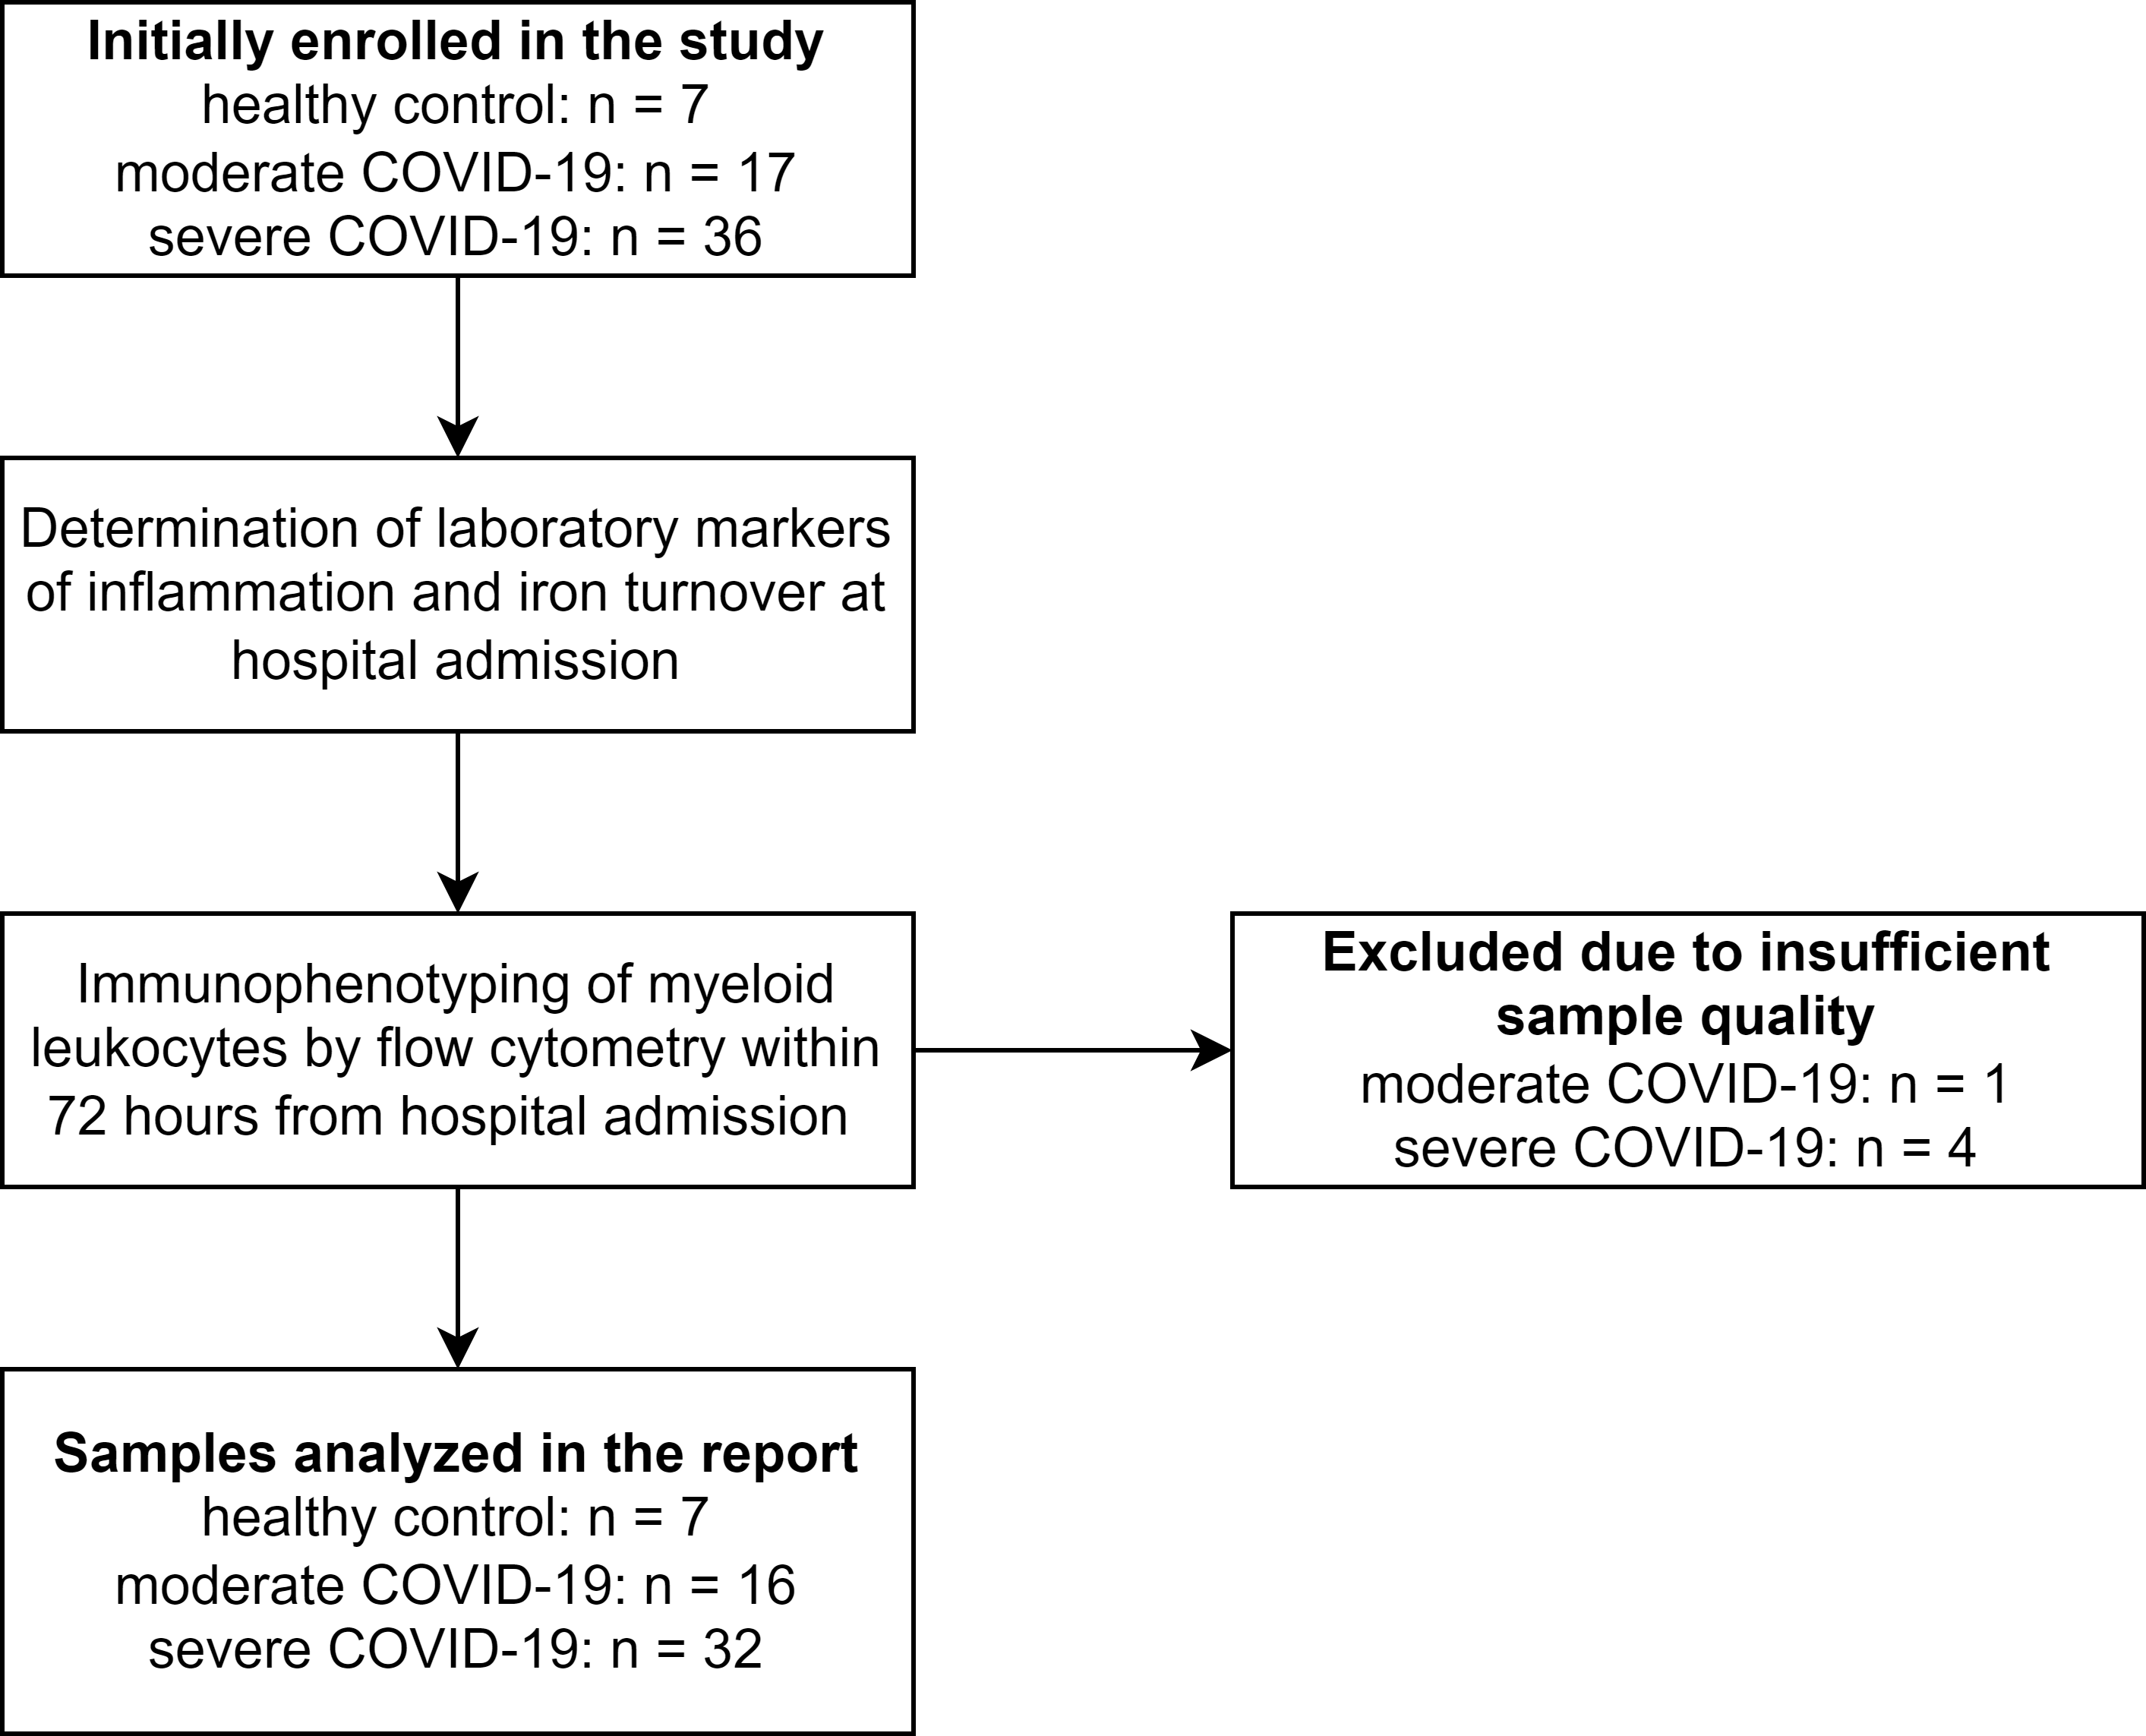 Initially enrolled in the study
healthy control: n = 7
moderate COVID-19: n = 17
severe COVID-19: n = 36
Determination of laboratory markers
of inflammation and iron turnover at
hospital admission
Immunophenotyping of myeloid
leukocytes by flow cytometry within
72 hours from hospital admission
Excluded due to insufficient
sample quality
moderate COVID-19: n = 1
severe COVID-19: n = 4
Samples analyzed in the report
healthy control: n = 7
moderate COVID-19: n = 16
severe COVID-19: n = 32